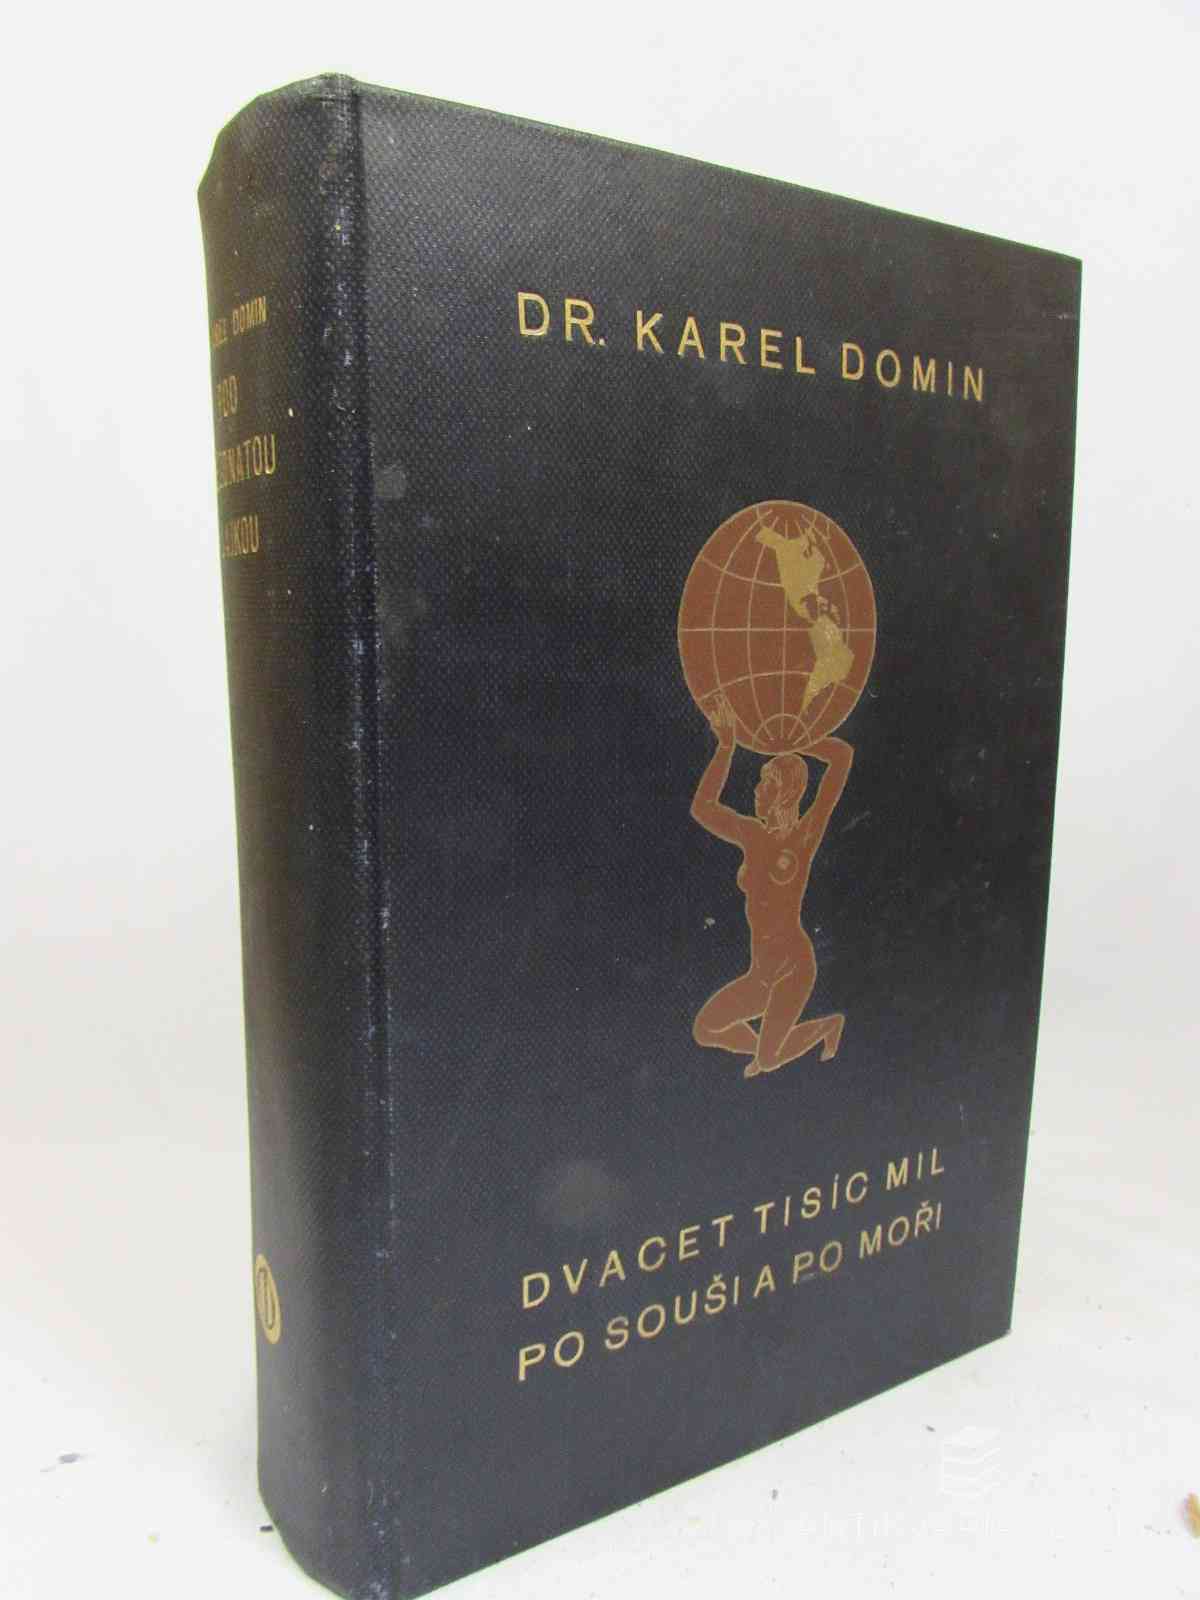 DR. KAREL DOMIN
DVACET TISÍC MIL
PO SOUŠI A PO MOŘI
DOMIN
POD